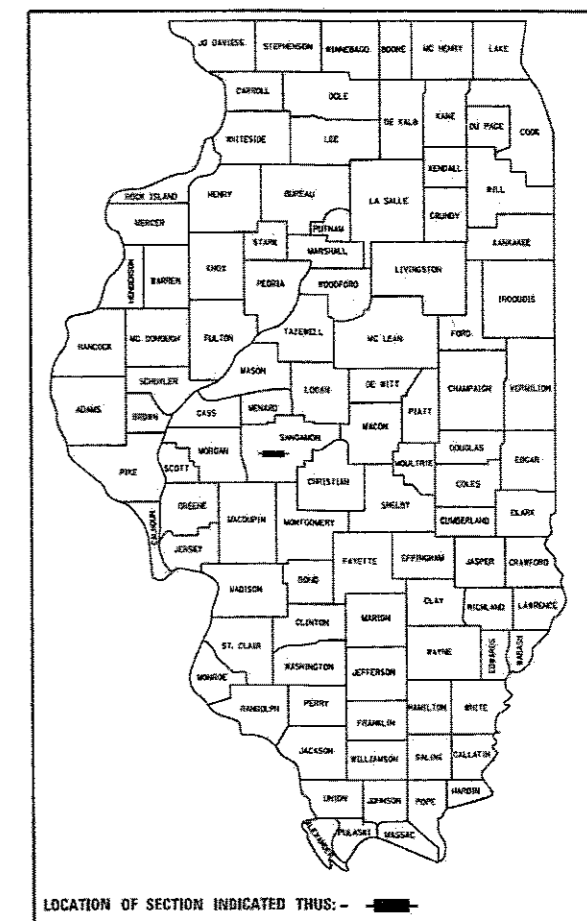 JO DAVIESS STEPHENSON WINNEBAGO BOONE MC HENRY LAKE
CARROLL OGLE DE KALB KANE DU PAGE COOK
WHITESIDE LEE KENDALL WILL
ROCK ISLAND HENRY BUREAU LA SALLE GRUNDY
MERCER PUTNAM KANKAKEE
STARK MARSHALL
HENDERSON WARREN KNOX PEORIA WOODFORD LIVINGSTON IROQUOIS
HANCOCK MC DONOUGH FULTON TAZEWELL MC LEAN FORD
MASON
SCHUYLER LOGAN DE WITT CHAMPAIGN VERMILION
ADAMS BROWN CASS MENARD MACON PIATT
SANGAMON DOUGLAS
PIKE SCOTT MORGAN CHRISTIAN MOULTRIE EDGAR
COLES
GREENE MACOUPIN MONTGOMERY SHELBY CLARK
CALHOUN CUMBERLAND
JERSEY FAYETTE EFFINGHAM JASPER CRAWFORD
MADISON BOND
CLAY RICHLAND LAWRENCE
CLINTON MARION
ST. CLAIR WAYNE EDWARDS WABASH
WASHINGTON JEFFERSON
MONROE
RANDOLPH PERRY HAMILTON WHITE
FRANKLIN
JACKSON WILLIAMSON SALINE GALLATIN
UNION JOHNSON POPE HARDIN
ALEXANDER PULASKI MASSAC
LOCATION OF SECTION INDICATED THUS: -